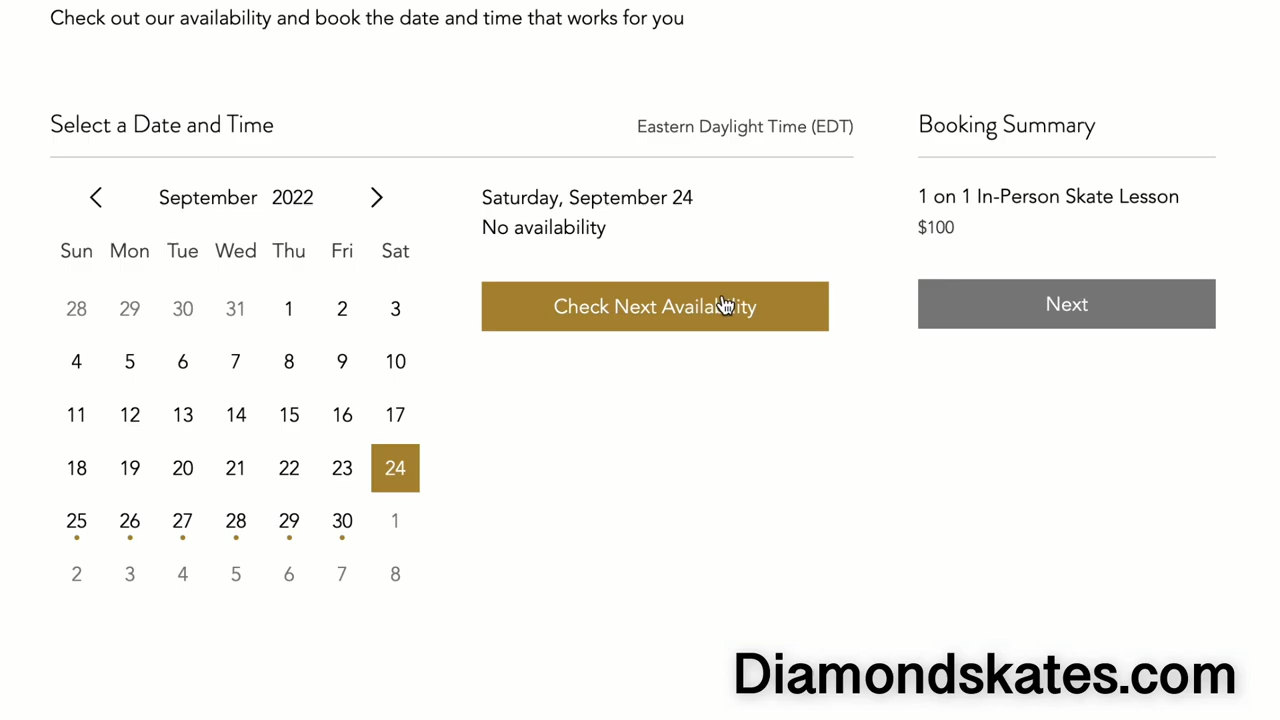 Check out our availability and book the date and time that works for you
Select a Date and Time
Eastern Daylight Time (EDT)
Booking Summary
September 2022
Sun Mon Tue Wed Thu Fri Sat
28 29 30 31 1 2 3
4 5 6 7 8 9 10
11 12 13 14 15 16 17
18 19 20 21 22 23 24
25 26 27 28 29 30 1
2 3 4 5 6 7 8
Saturday, September 24
No availability
Check Next Availability
1 on 1 In-Person Skate Lesson
$100
Next
Diamondskates.com